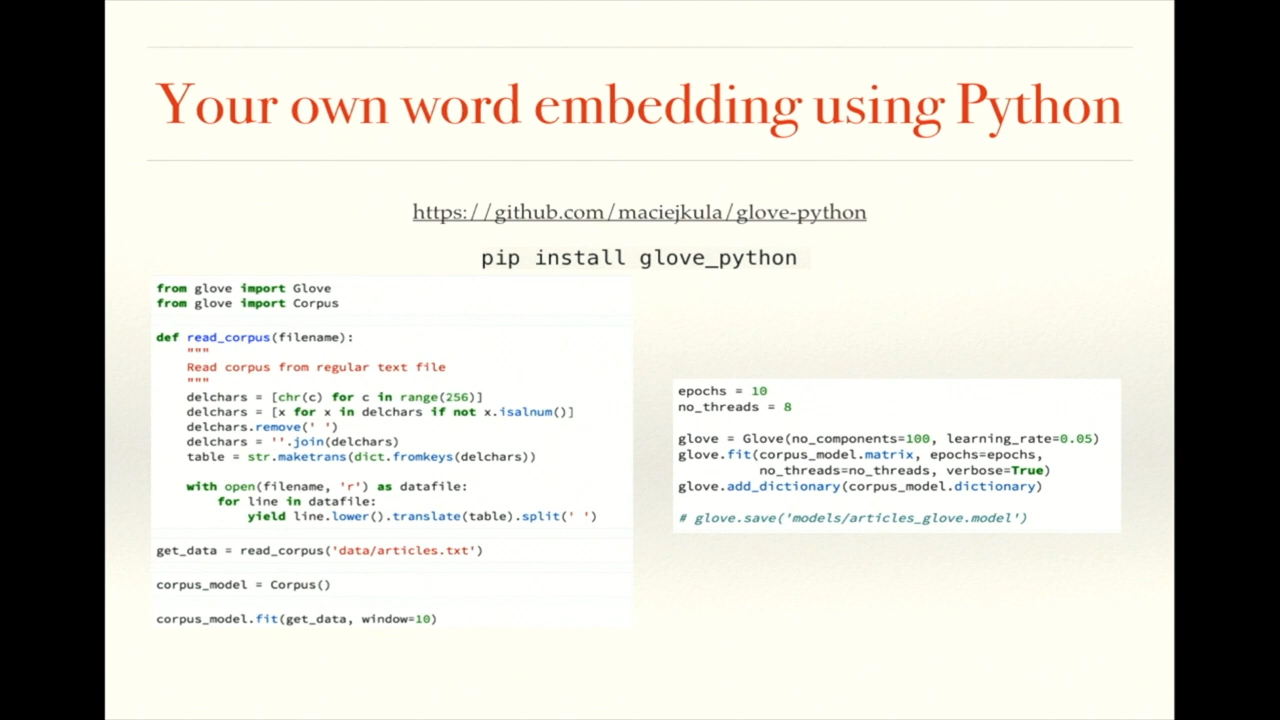 Your own word embedding using Python
https://github.com/maciejkula/glove-python
pip install glove_python
from glove import Glove
from glove import Corpus
def read_corpus(filename):
    """
    Read corpus from regular text file
    """
    delchars = [chr(c) for c in range(256)]
    delchars = [x for x in delchars if not x.isalnum()]
    delchars.remove(' ')
    delchars = ''.join(delchars)
    table = str.maketrans(dict.fromkeys(delchars))
    with open(filename, 'r') as datafile:
        for line in datafile:
            yield line.lower().translate(table).split(' ')
get_data = read_corpus('data/articles.txt')
corpus_model = Corpus()
corpus_model.fit(get_data, window=10)
epochs = 10
no_threads = 8
glove = Glove(no_components=100, learning_rate=0.05)
glove.fit(corpus_model.matrix, epochs=epochs,
          no_threads=no_threads, verbose=True)
glove.add_dictionary(corpus_model.dictionary)
# glove.save('models/articles_glove.model')